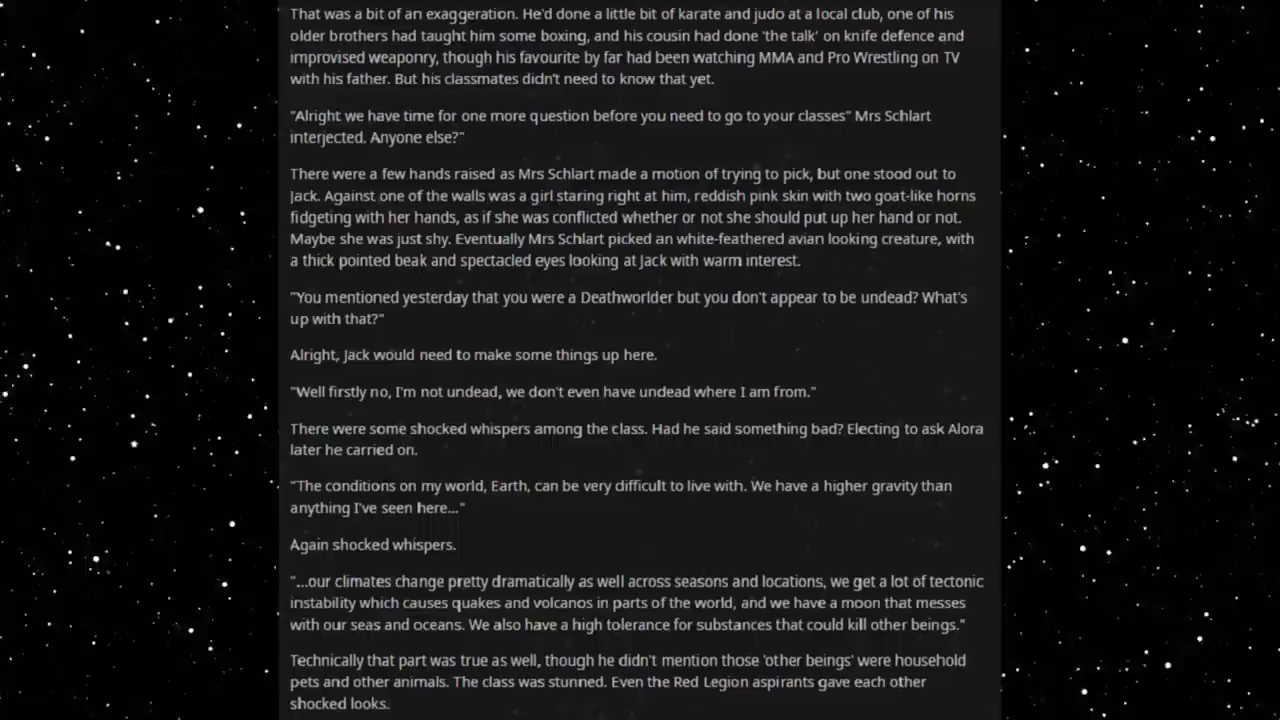 That was a bit of an exaggeration. He'd done a little bit of karate and judo at a local club, one of his
older brothers had taught him some boxing, and his cousin had done 'the talk' on knife defence and
improvised weaponry, though his favourite by far had been watching MMA and Pro Wrestling on TV
with his father. But his classmates didn't need to know that yet.
"Alright we have time for one more question before you need to go to your classes" Mrs Schlart
interjected. Anyone else?"
There were a few hands raised as Mrs Schlart made a motion of trying to pick, but one stood out to
Jack. Against one of the walls was a girl staring right at him, reddish pink skin with two goat-like horns
fidgeting with her hands, as if she was conflicted whether or not she should put up her hand or not.
Maybe she was just shy. Eventually Mrs Schlart picked an white-feathered avian looking creature, with
a thick pointed beak and spectacled eyes looking at Jack with warm interest.
"You mentioned yesterday that you were a Deathworlder but you don't appear to be undead? What's
up with that?"
Alright, Jack would need to make some things up here.
"Well firstly no, I'm not undead, we don't even have undead where I am from."
There were some shocked whispers among the class. Had he said something bad? Electing to ask Alora
later he carried on.
"The conditions on my world, Earth, can be very difficult to live with. We have a higher gravity than
anything I've seen here..."
Again shocked whispers.
"...our climates change pretty dramatically as well across seasons and locations, we get a lot of tectonic
instability which causes quakes and volcanos in parts of the world, and we have a moon that messes
with our seas and oceans. We also have a high tolerance for substances that could kill other beings."
Technically that part was true as well, though he didn't mention those 'other beings' were household
pets and other animals. The class was stunned. Even the Red Legion aspirants gave each other
shocked looks.